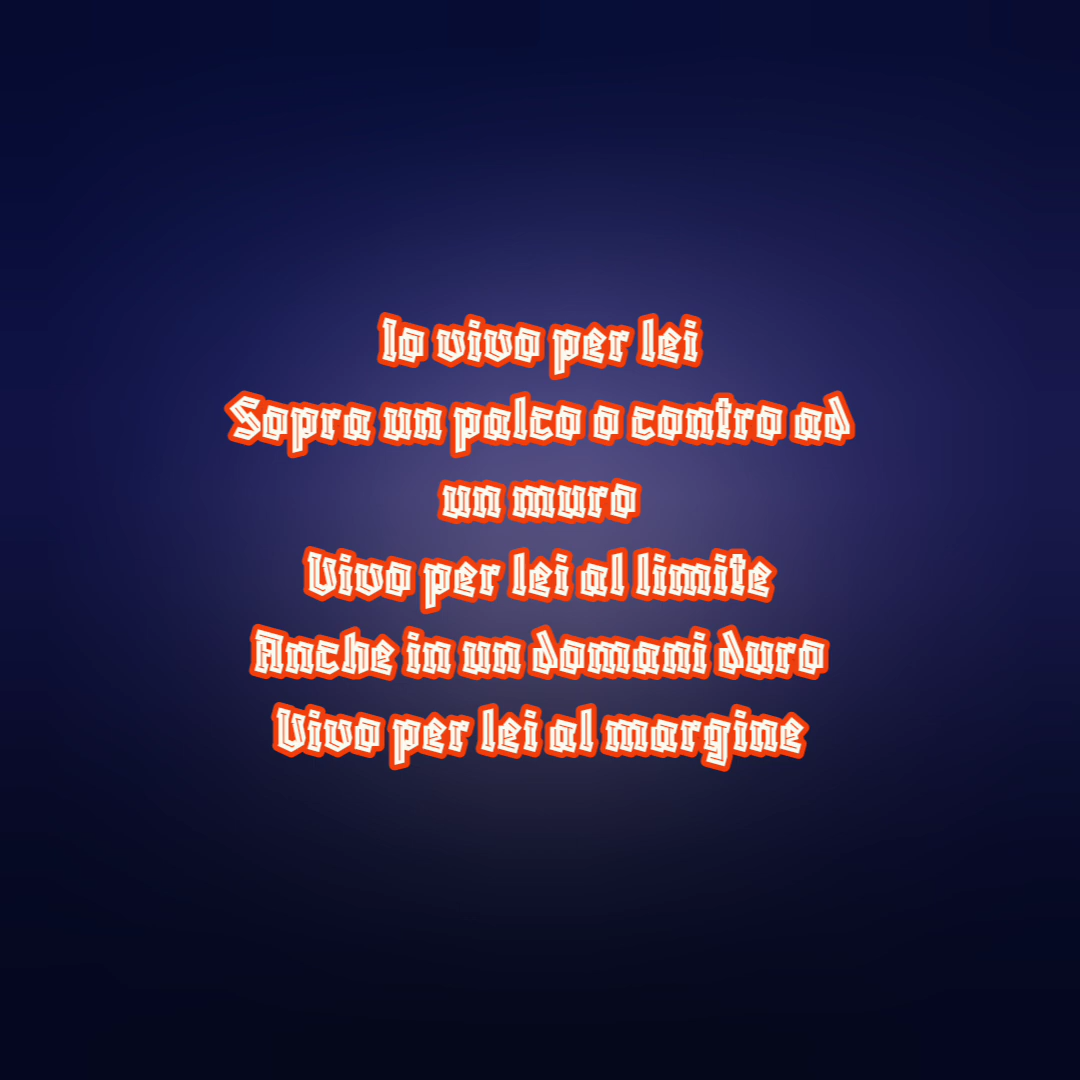 Io vivo per lei
Sopra un palco o contro ad
un muro
Vivo per lei al limite
Anche in un domani duro
Vivo per lei al margine